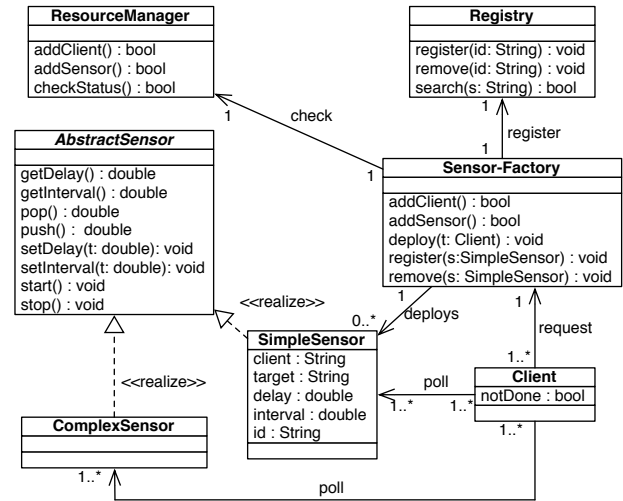 ResourceManager
addClient() : bool
addSensor() : bool
checkStatus() : bool
Registry
register(id: String) : void
remove(id: String) : void
search(s: String) : bool
1
check
1
1
register
1
AbstractSensor
getDelay() : double
getInterval() : double
pop() : double
push() : double
setDelay(t: double): void
setInterval(t: double): void
start() : void
stop() : void
Sensor-Factory
addClient() : bool
addSensor() : bool
deploy(t: Client) : void
register(s:SimpleSensor) : void
remove(s: SimpleSensor) : void
<<realize>>
0..*
1
deploys
1
request
1..*
SimpleSensor
client : String
target : String
delay : double
interval : double
id : String
<<realize>>
poll
1..*
1..*
Client
notDone : bool
1..*
ComplexSensor
1..*
poll